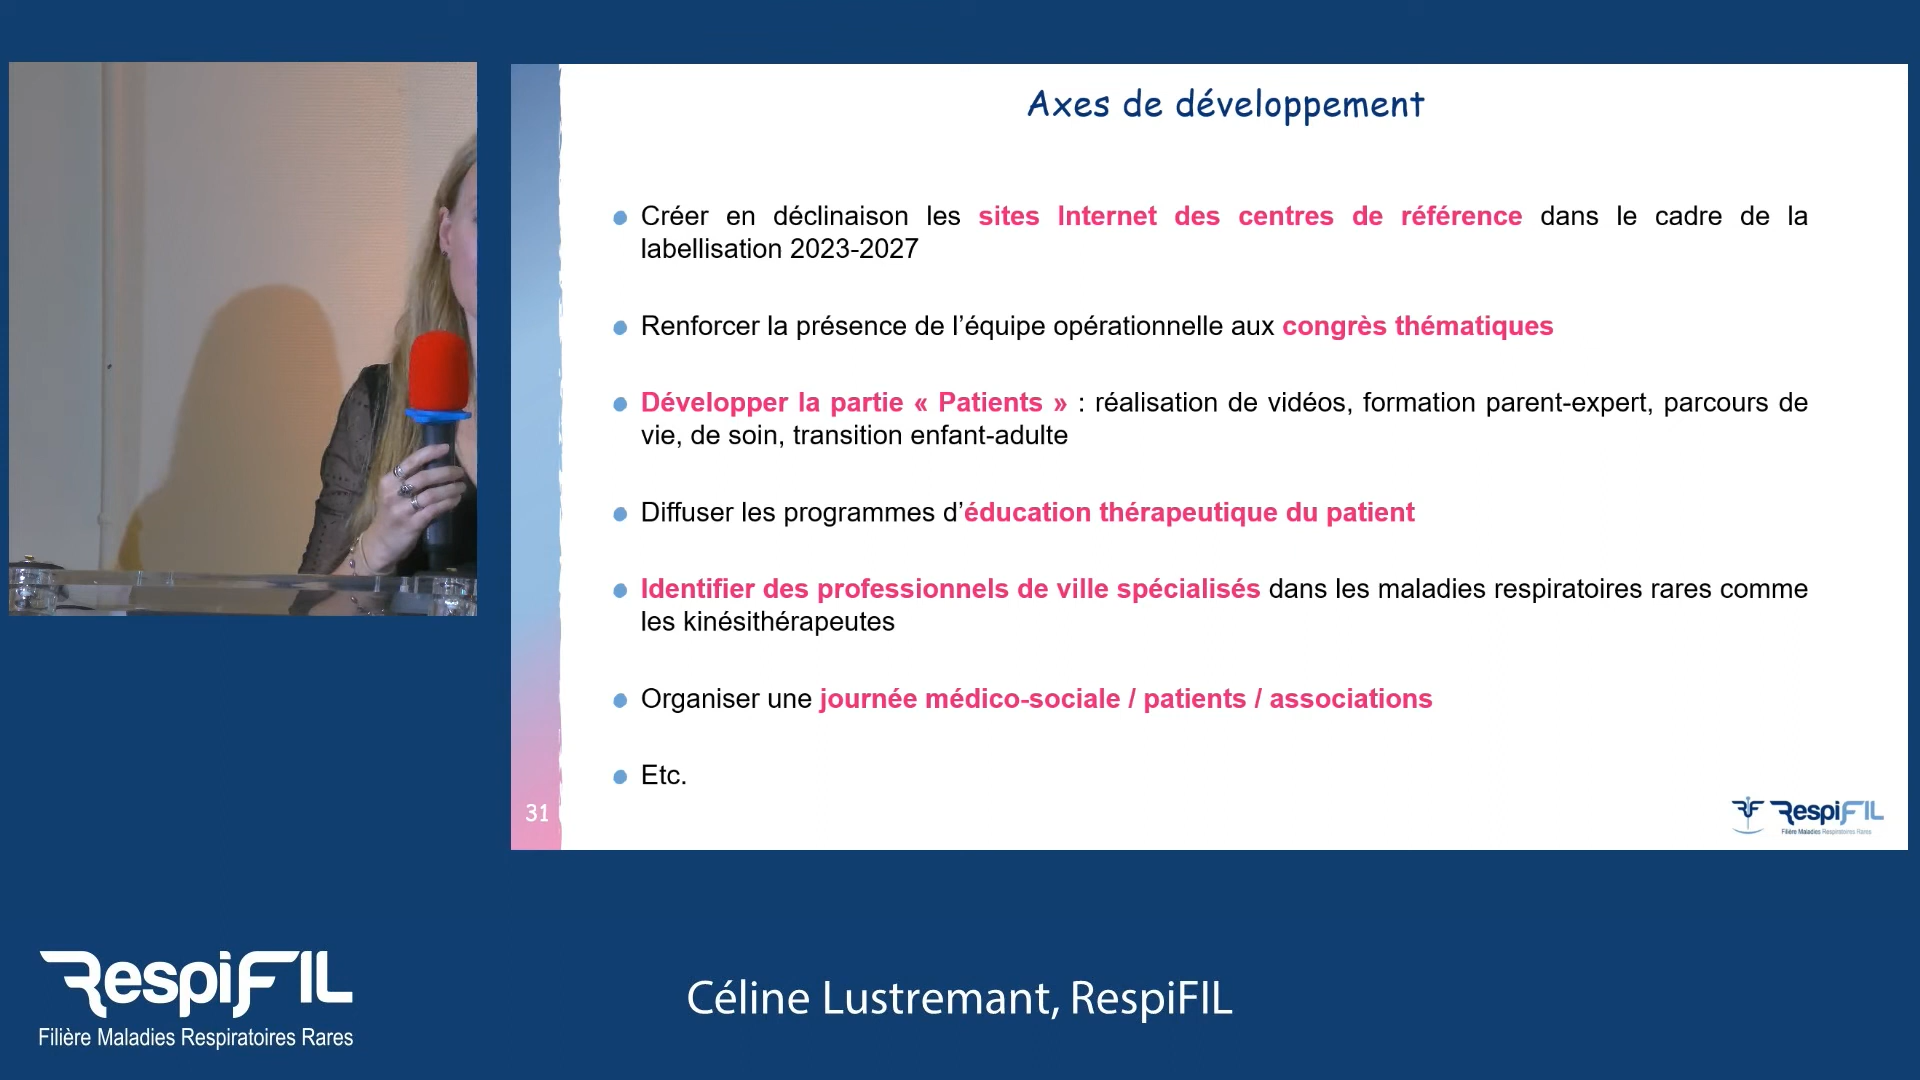 Axes de développement
Créer en déclinaison les sites Internet des centres de référence dans le cadre de la
labellisation 2023-2027
Renforcer la présence de l’équipe opérationnelle aux congrès thématiques
Développer la partie « Patients » : réalisation de vidéos, formation parent-expert, parcours de
vie, de soin, transition enfant-adulte
Diffuser les programmes d’éducation thérapeutique du patient
Identifier des professionnels de ville spécialisés dans les maladies respiratoires rares comme
les kinésithérapeutes
Organiser une journée médico-sociale / patients / associations
Etc.
31
RespiFIL
Filière Maladies Respiratoires Rares
RespiFIL
Filière Maladies Respiratoires Rares
Céline Lustremant, RespiFIL